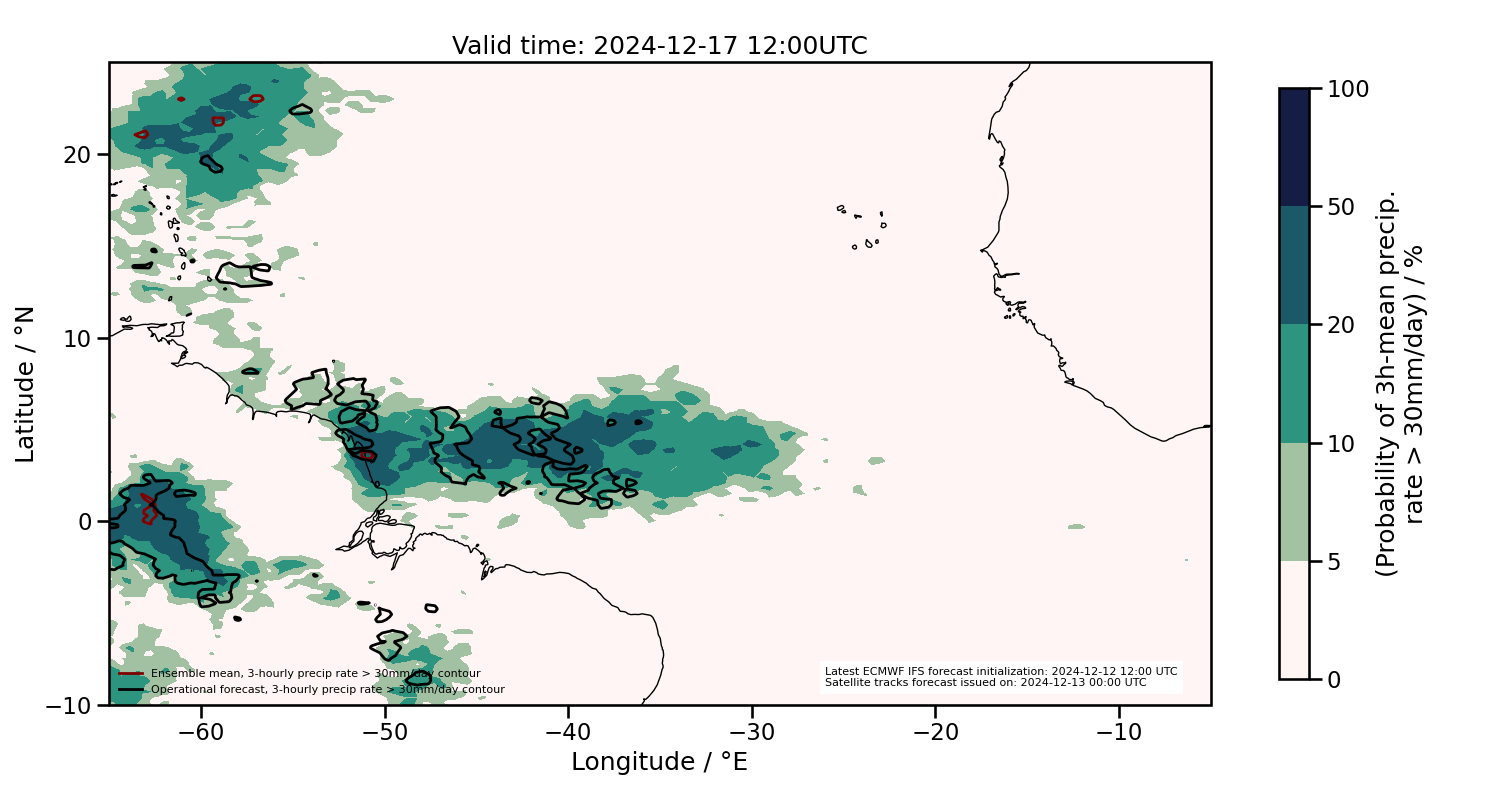 Valid time: 2024-12-17 12:00UTC
20
10
0
−10
Latitude / °N
−60
−50
−40
−30
−20
−10
Longitude / °E
Ensemble mean, 3-hourly precip rate > 30mm/day contour
Operational forecast, 3-hourly precip rate > 30mm/day contour
Latest ECMWF IFS forecast initialization: 2024-12-12 12:00 UTC
Satellite tracks forecast issued on: 2024-12-13 00:00 UTC
100
50
20
10
5
0
(Probability of 3h-mean precip.
rate > 30mm/day) / %